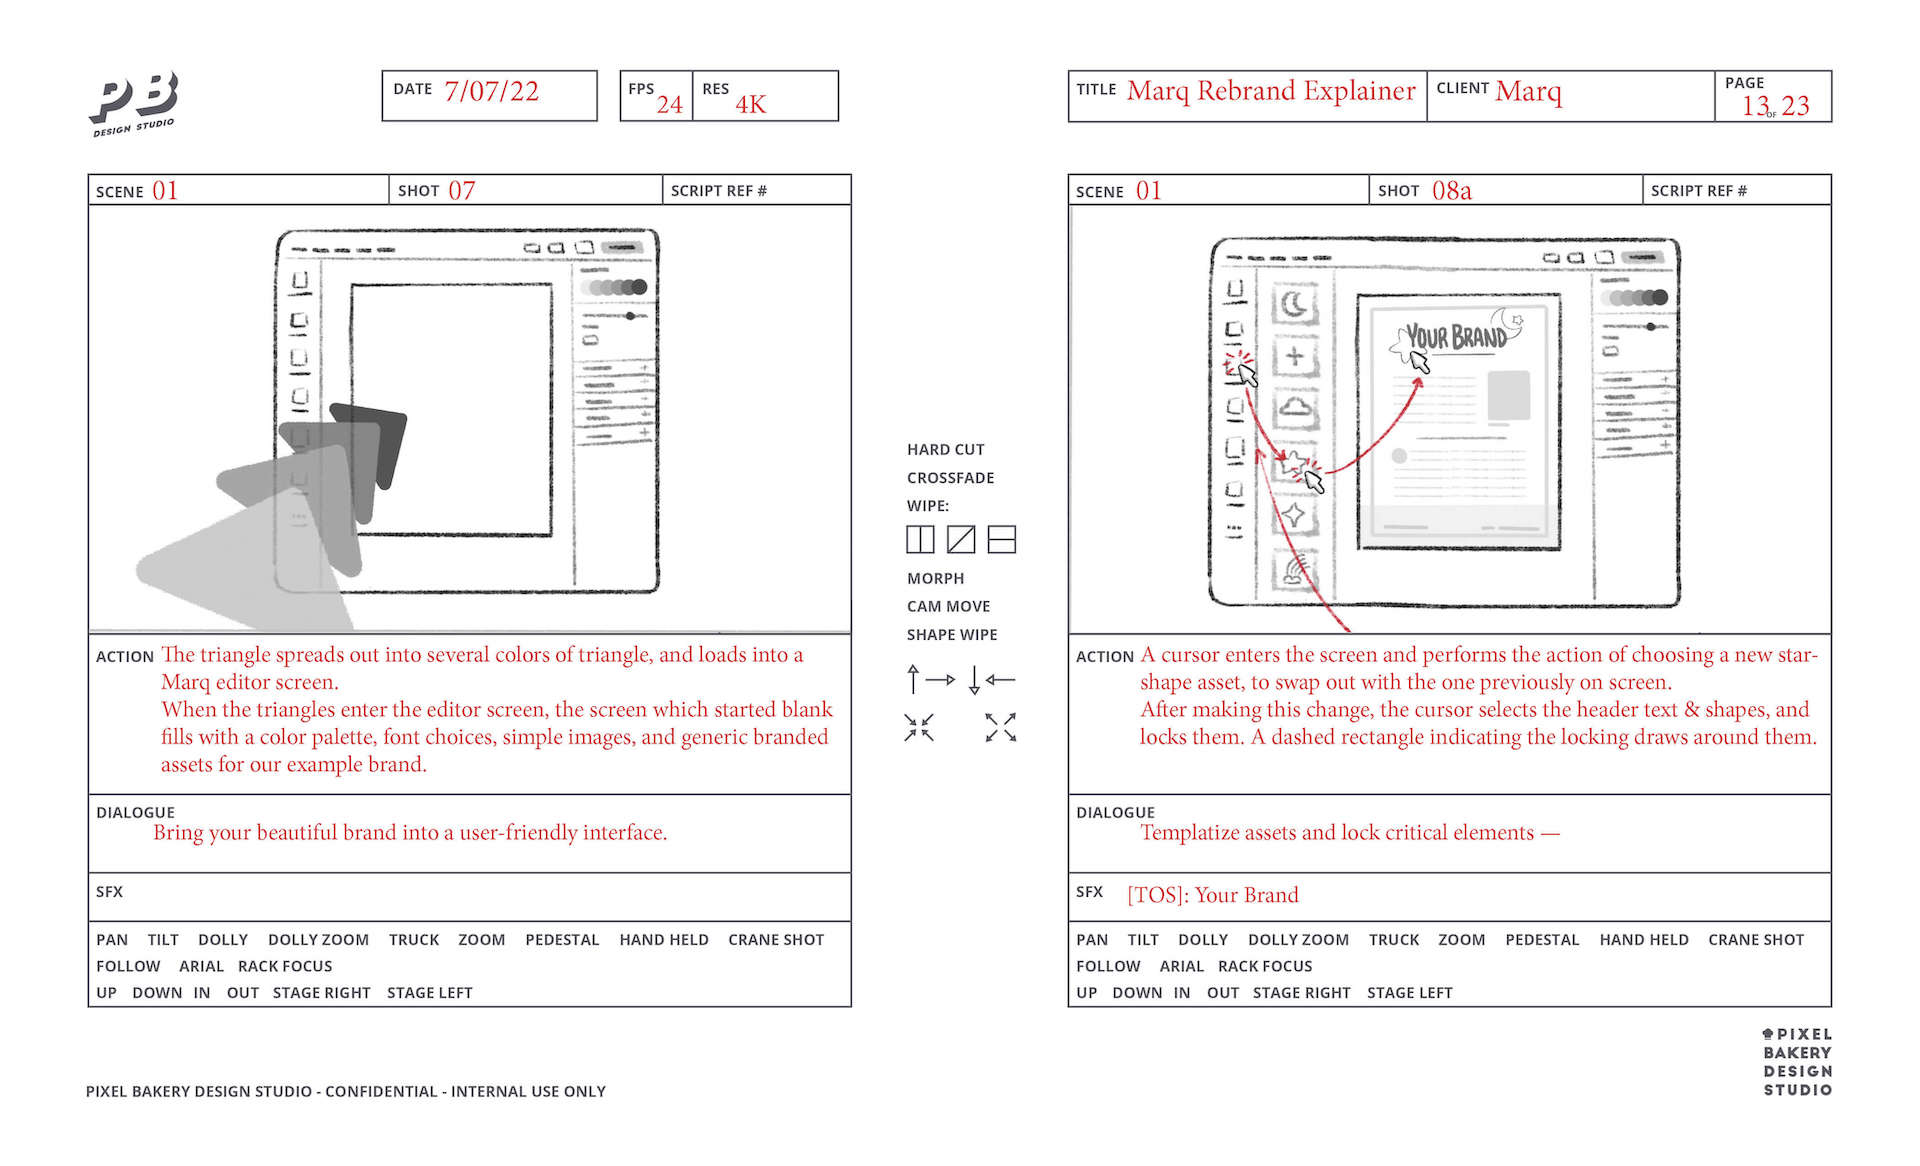 PB
DESIGN STUDIO
DATE 7/07/22
FPS 24
RES 4K
TITLE Marq Rebrand Explainer
CLIENT Marq
PAGE 13 OF 23
SCENE 01
SHOT 07
SCRIPT REF #
ACTION The triangle spreads out into several colors of triangle, and loads into a
Marq editor screen.
When the triangles enter the editor screen, the screen which started blank
fills with a color palette, font choices, simple images, and generic branded
assets for our example brand.
DIALOGUE
Bring your beautiful brand into a user-friendly interface.
SFX
PAN TILT DOLLY DOLLY ZOOM TRUCK ZOOM PEDESTAL HAND HELD CRANE SHOT
FOLLOW ARIAL RACK FOCUS
UP DOWN IN OUT STAGE RIGHT STAGE LEFT
HARD CUT
CROSSFADE
WIPE:
MORPH
CAM MOVE
SHAPE WIPE
SCENE 01
SHOT 08a
SCRIPT REF #
YOUR BRAND
ACTION A cursor enters the screen and performs the action of choosing a new star-
shape asset, to swap out with the one previously on screen.
After making this change, the cursor selects the header text & shapes, and
locks them. A dashed rectangle indicating the locking draws around them.
DIALOGUE
Templatize assets and lock critical elements —
SFX [TOS]: Your Brand
PAN TILT DOLLY DOLLY ZOOM TRUCK ZOOM PEDESTAL HAND HELD CRANE SHOT
FOLLOW ARIAL RACK FOCUS
UP DOWN IN OUT STAGE RIGHT STAGE LEFT
PIXEL BAKERY DESIGN STUDIO - CONFIDENTIAL - INTERNAL USE ONLY
PIXEL
BAKERY
DESIGN
STUDIO